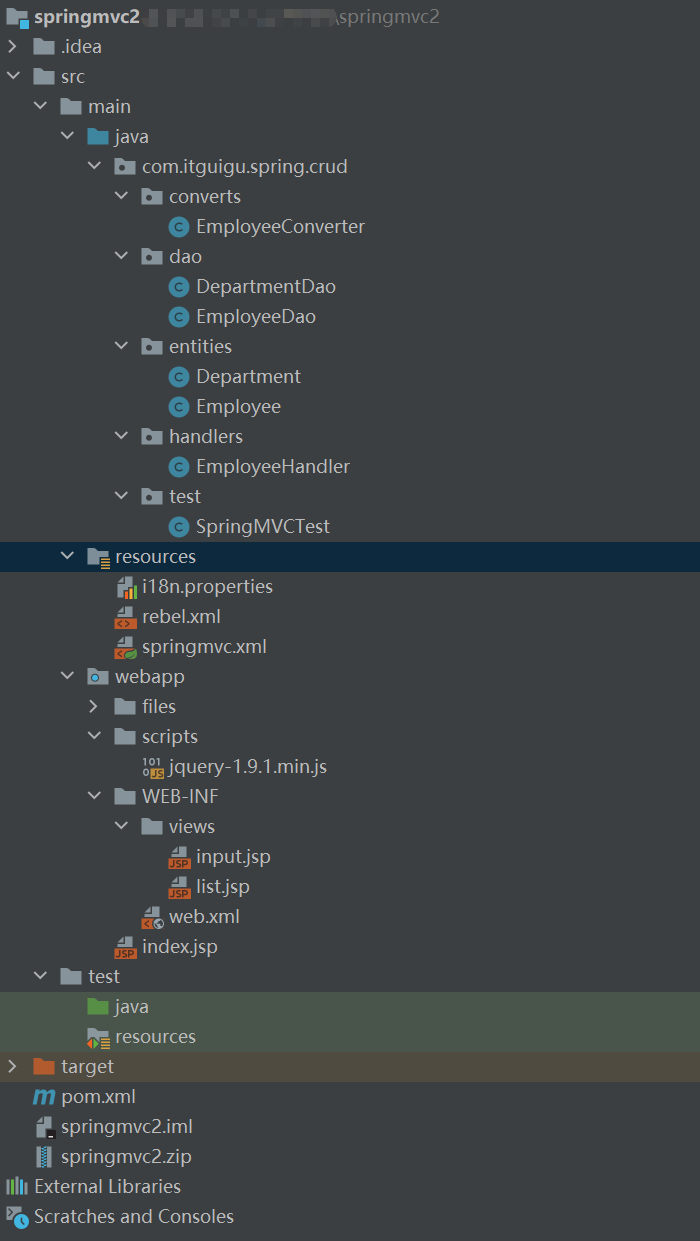 springmvc2 \springmvc2
.idea
src
main
java
com.itguigu.spring.crud
converts
EmployeeConverter
dao
DepartmentDao
EmployeeDao
entities
Department
Employee
handlers
EmployeeHandler
test
SpringMVCTest
resources
i18n.properties
rebel.xml
springmvc.xml
webapp
files
scripts
jquery-1.9.1.min.js
WEB-INF
views
input.jsp
list.jsp
web.xml
index.jsp
test
java
resources
target
pom.xml
springmvc2.iml
springmvc2.zip
External Libraries
Scratches and Consoles